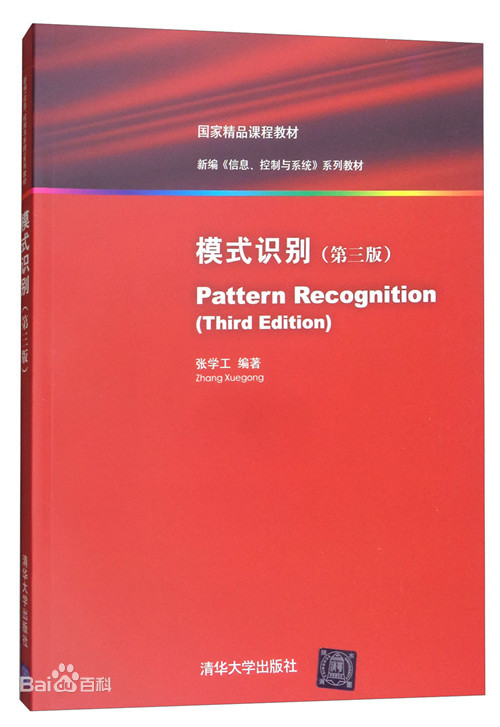 国家精品课程教材
新编《信息、控制与系统》系列教材
模式识别（第三版）
Pattern Recognition
(Third Edition)
张学工 编著
Zhang Xuegong
清华大学出版社
模式识别（第三版）
清华大学出版社
Bai百科